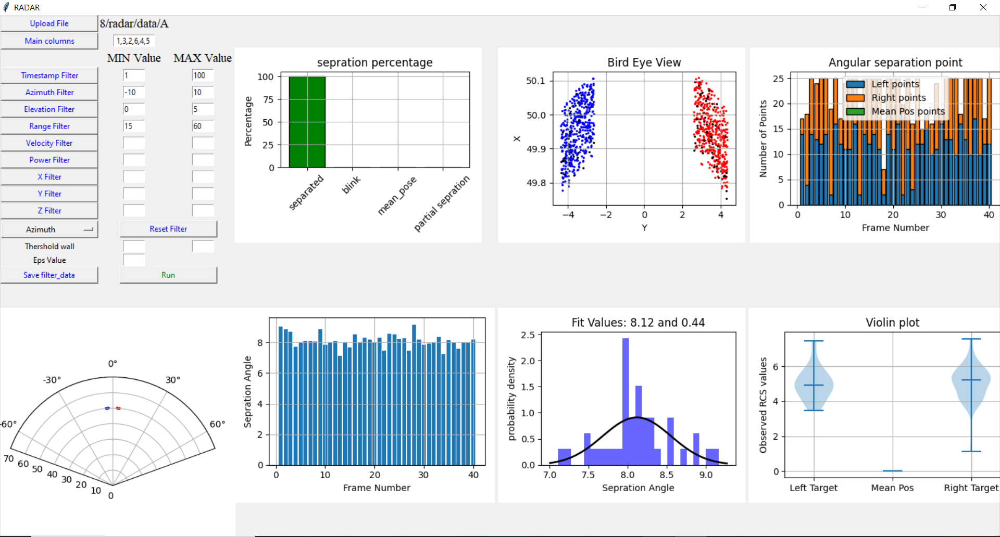 RADAR
Upload File 8/radar/data/A
Main columns 1,3,2,6,4,5
MIN Value MAX Value
Timestamp Filter 1 100
Azimuth Filter -10 10
Elevation Filter 0 5
Range Filter 15 60
Velocity Filter
Power Filter
X Filter
Y Filter
Z Filter
Azimuth Reset Filter
Thershold wall
Eps Value
Save filter_data Run
sepration percentage
Percentage
100
75
50
25
0
separated
blink
mean_pose
partial sepration
Bird Eye View
X
50.1
50.0
49.9
49.8
−4 −2 0 2 4
Y
Angular separation point
Left points
Right points
Mean Pos points
Number of Points
25
20
15
10
5
0
0 10 20 30 40
Frame Number
0°
-30° 30°
-60° 60°
70 60 50 40 30 20 10 0
Sepration Angle
8
6
4
2
0
0 10 20 30 40
Frame Number
Fit Values: 8.12 and 0.44
probability density
2.5
2.0
1.5
1.0
0.5
0.0
7.0 7.5 8.0 8.5 9.0
Sepration Angle
Violin plot
Observed RCS values
6
4
2
0
Left Target Mean Pos Right Target